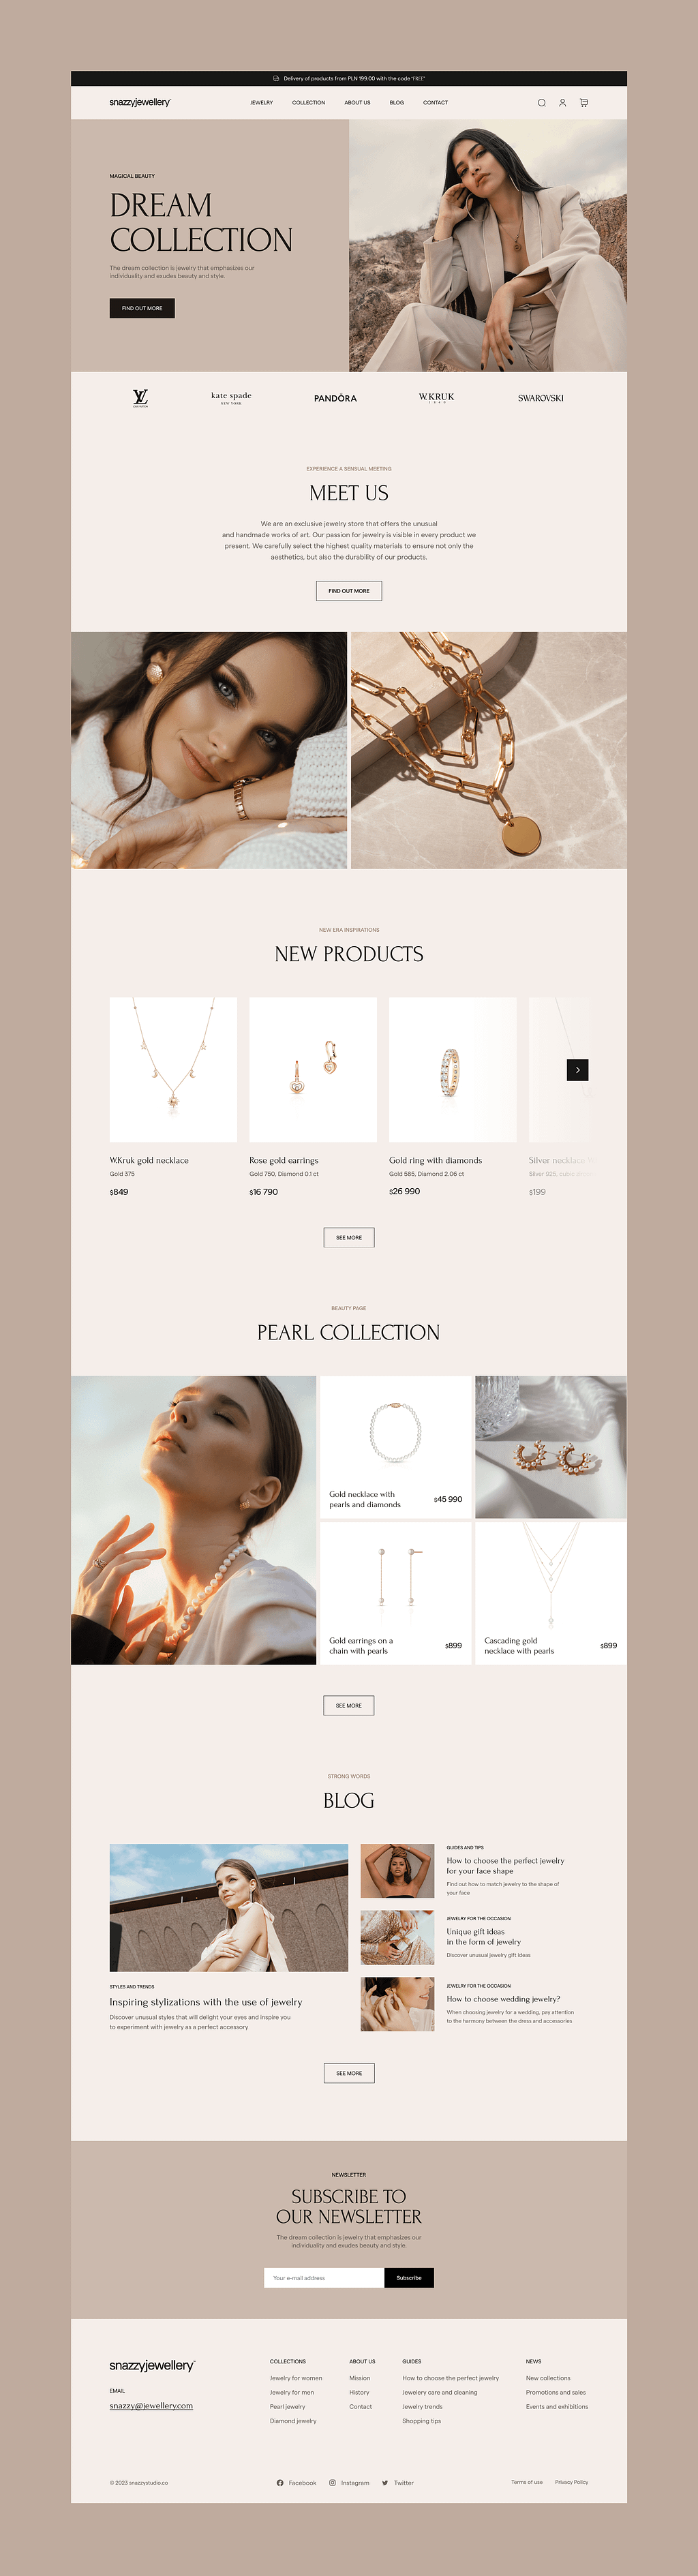 Delivery of products from PLN 199.00 with the code "FREE"
snazzyjewellery
JEWELRY COLLECTION ABOUT US BLOG CONTACT
MAGICAL BEAUTY
DREAM
COLLECTION
The dream collection is jewelry that emphasizes our
individuality and exudes beauty and style.
FIND OUT MORE
LV
kate spade
NEW YORK
PANDÓRA
W.KRUK
1840
SWAROVSKI
EXPERIENCE A SENSUAL MEETING
MEET US
We are an exclusive jewelry store that offers the unusual
and handmade works of art. Our passion for jewelry is visible in every product we
present. We carefully select the highest quality materials to ensure not only the
aesthetics, but also the durability of our products.
FIND OUT MORE
NEW ERA INSPIRATIONS
NEW PRODUCTS
W.Kruk gold necklace
Gold 375
$849
Rose gold earrings
Gold 750, Diamond 0.1 ct
$16 790
Gold ring with diamonds
Gold 585, Diamond 2.06 ct
$26 990
Silver necklace
Silver 925,
$199
SEE MORE
BEAUTY PAGE
PEARL COLLECTION
Gold necklace with
pearls and diamonds
$45 990
Gold earrings on a
chain with pearls
$899
Cascading gold
necklace with pearls
$899
SEE MORE
STRONG WORDS
BLOG
STYLES AND TRENDS
Inspiring stylizations with the use of jewelry
Discover unusual styles that will delight your eyes and inspire you
to experiment with jewelry as a perfect accessory
GUIDES AND TIPS
How to choose the perfect jewelry
for your face shape
Find out how to match jewelry to the shape of
your face
JEWELRY FOR THE OCCASION
Unique gift ideas
in the form of jewelry
Discover unusual jewelry gift ideas
JEWELRY FOR THE OCCASION
How to choose wedding jewelry?
When choosing jewelry for a wedding, pay attention
to the harmony between the dress and accessories
SEE MORE
NEWSLETTER
SUBSCRIBE TO
OUR NEWSLETTER
The dream collection is jewelry that emphasizes our
individuality and exudes beauty and style.
Your e-mail address
Subscribe
snazzyjewellery
EMAIL
snazzy@jewellery.com
COLLECTIONS
Jewelry for women
Jewelry for men
Pearl jewelry
Diamond jewelry
ABOUT US
Mission
History
Contact
GUIDES
How to choose the perfect jewelry
Jewelery care and cleaning
Jewelry trends
Shopping tips
NEWS
New collections
Promotions and sales
Events and exhibitions
© 2023 snazzystudio.co
Facebook
Instagram
Twitter
Terms of use
Privacy Policy